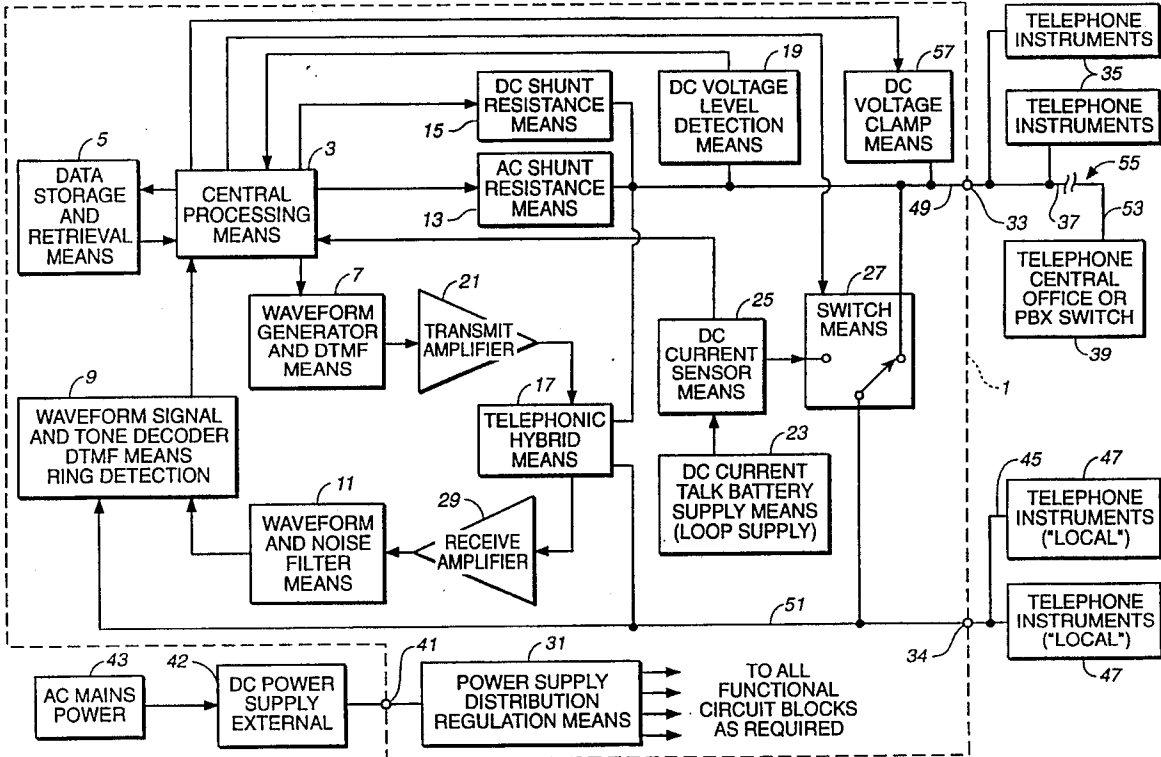 19
57
TELEPHONE
INSTRUMENTS
35
TELEPHONE
INSTRUMENTS
DC SHUNT
RESISTANCE
MEANS
15
DC VOLTAGE
LEVEL
DETECTION
MEANS
DC
VOLTAGE
CLAMP
MEANS
5
DATA
STORAGE
AND
RETRIEVAL
MEANS
3
CENTRAL
PROCESSING
MEANS
AC SHUNT
RESISTANCE
MEANS
13
49
33
37
55
53
7
WAVEFORM
GENERATOR
AND DTMF
MEANS
21
TRANSMIT
AMPLIFIER
25
DC
CURRENT
SENSOR
MEANS
27
SWITCH
MEANS
TELEPHONE
CENTRAL
OFFICE OR
PBX SWITCH
39
1
9
WAVEFORM SIGNAL
AND TONE DECODER
DTMF MEANS
RING DETECTION
17
TELEPHONIC
HYBRID
MEANS
23
DC CURRENT
TALK BATTERY
SUPPLY MEANS
(LOOP SUPPLY)
45
47
TELEPHONE
INSTRUMENTS
("LOCAL")
11
WAVEFORM
AND NOISE
FILTER
MEANS
29
RECEIVE
AMPLIFIER
51
34
TELEPHONE
INSTRUMENTS
("LOCAL")
47
43
AC MAINS
POWER
42
DC POWER
SUPPLY
EXTERNAL
41
31
POWER SUPPLY
DISTRIBUTION
REGULATION MEANS
TO ALL
FUNCTIONAL
CIRCUIT BLOCKS
AS REQUIRED